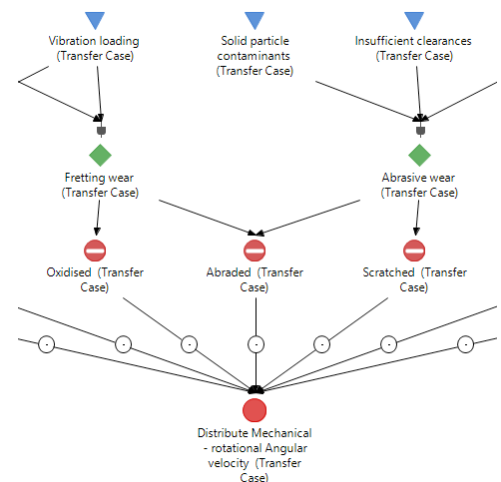 Vibration loading
(Transfer Case)
Solid particle
contaminants
(Transfer Case)
Insufficient clearances
(Transfer Case)
Fretting wear
(Transfer Case)
Abrasive wear
(Transfer Case)
Oxidised (Transfer
Case)
Abraded (Transfer
Case)
Scratched (Transfer
Case)
Distribute Mechanical
- rotational Angular
velocity (Transfer
Case)